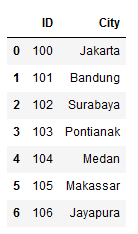 ID City
0 100 Jakarta
1 101 Bandung
2 102 Surabaya
3 103 Pontianak
4 104 Medan
5 105 Makassar
6 106 Jayapura